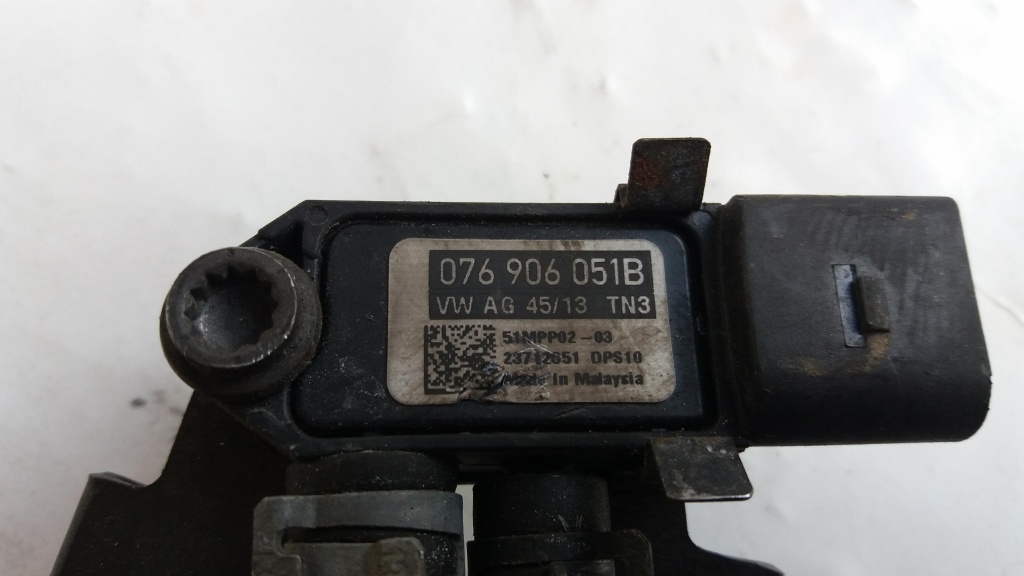 076 906 051B
VW AG 45/13 TN3
51MPP02-03
23712651 DPS10
Made In Malaysia